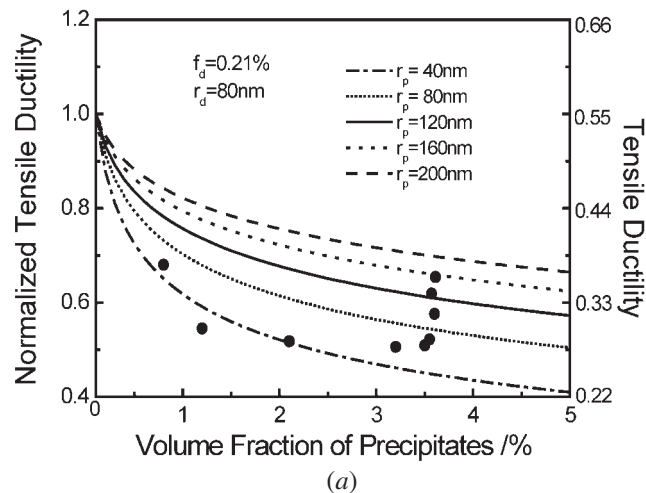 1.2
1.0
0.8
0.6
0.4
Normalized Tensile Ductility
f_d=0.21%
r_d=80nm
r_p= 40nm
r_p= 80nm
r_p=120nm
r_p=160nm
r_p=200nm
0.66
0.55
0.44
0.33
0.22
Tensile Ductility
0 1 2 3 4 5
Volume Fraction of Precipitates /%
(a)